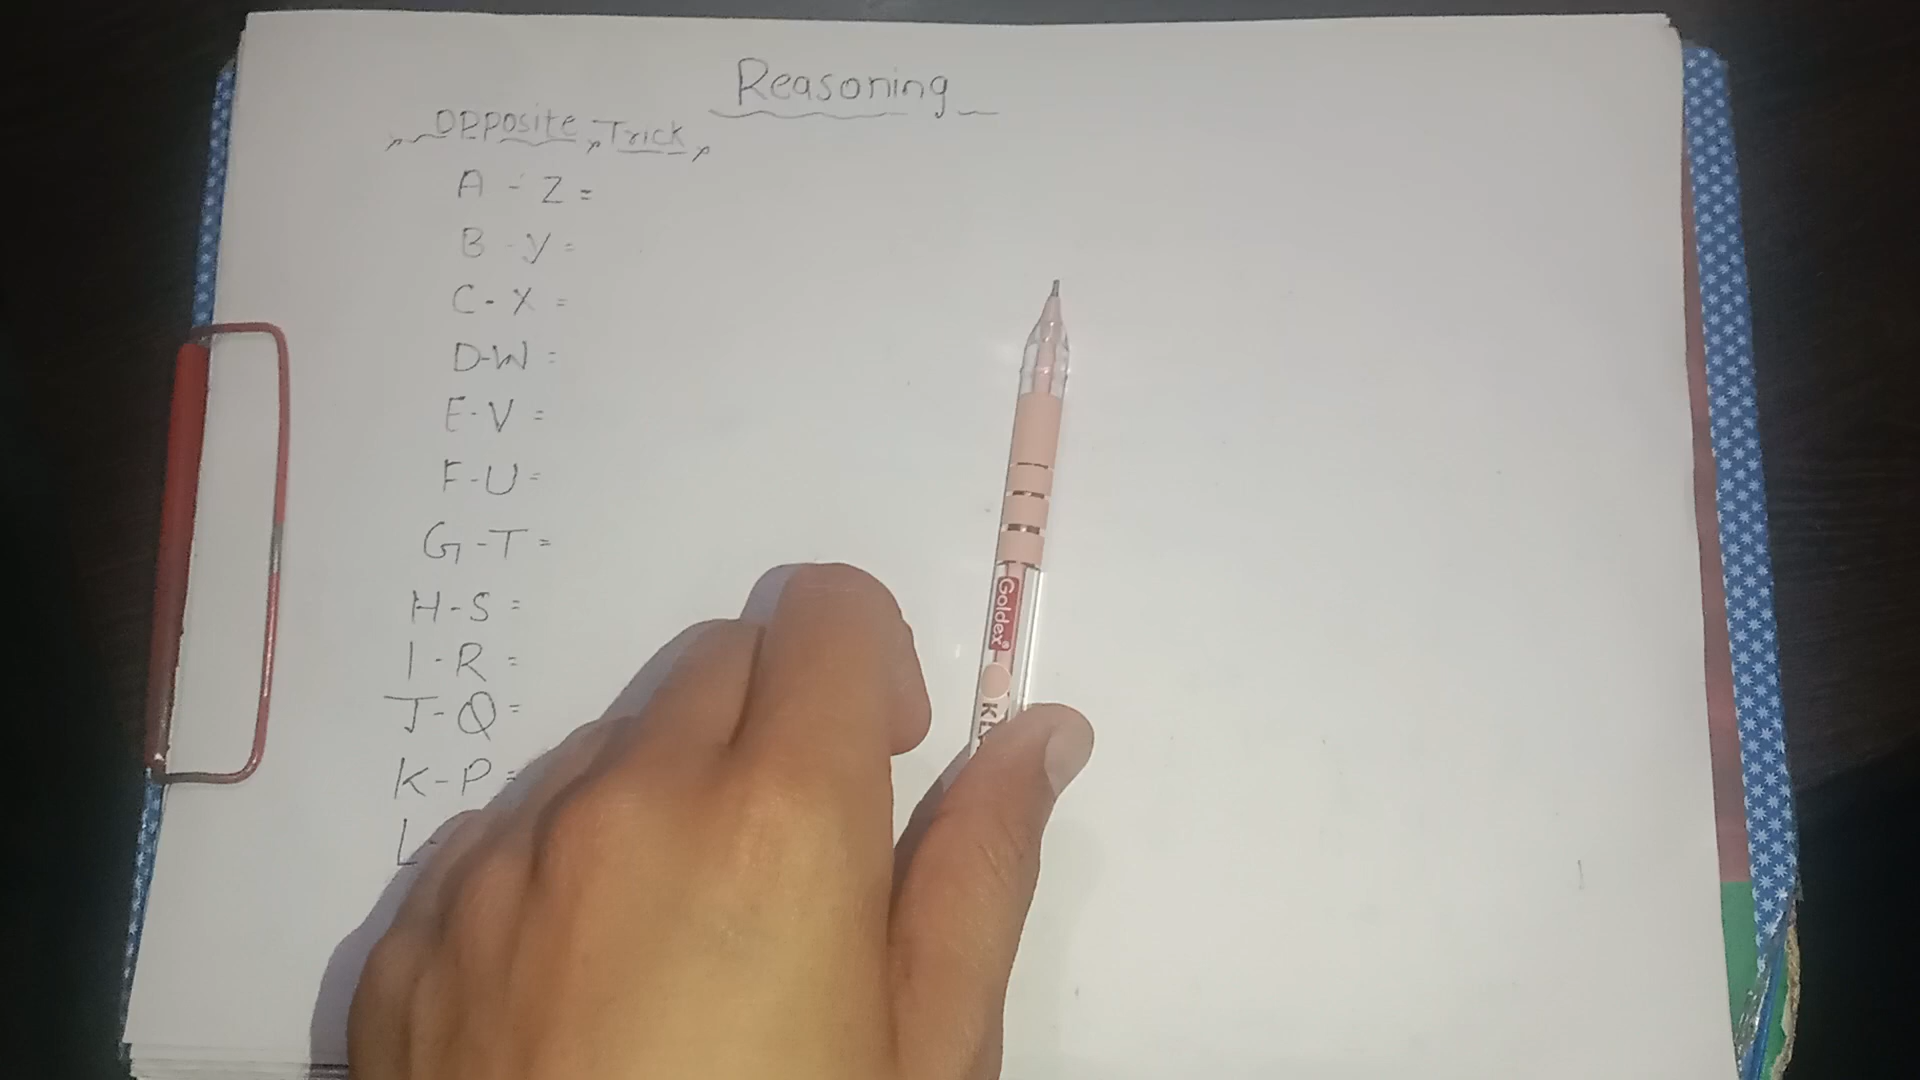 Reasoning
Opposite Trick
A - Z =
B - y =
C - X =
D-W =
E-V =
F-U =
G-T =
H-S =
I-R =
J-Q =
K-P =
L-
Goldex